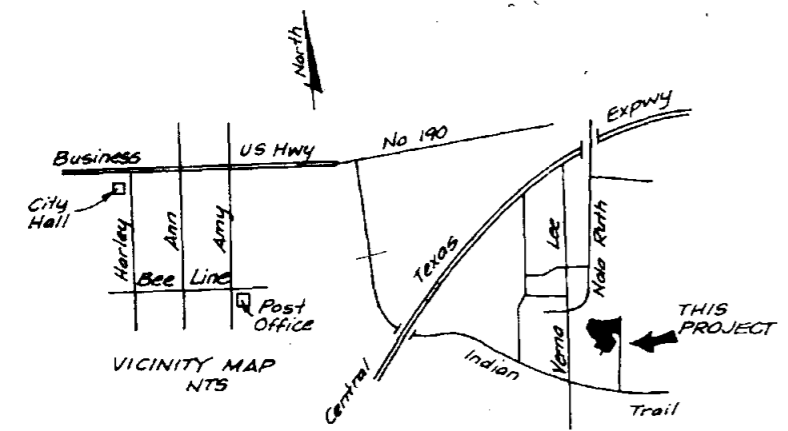 North
Business US Hwy No 190
Central Texas Expwy
City
Hall
Harley
Ann
Amy
Bee Line
Post
Office
Verna Lee
Nola Ruth
THIS
PROJECT
Indian Trail
VICINITY MAP
NTS